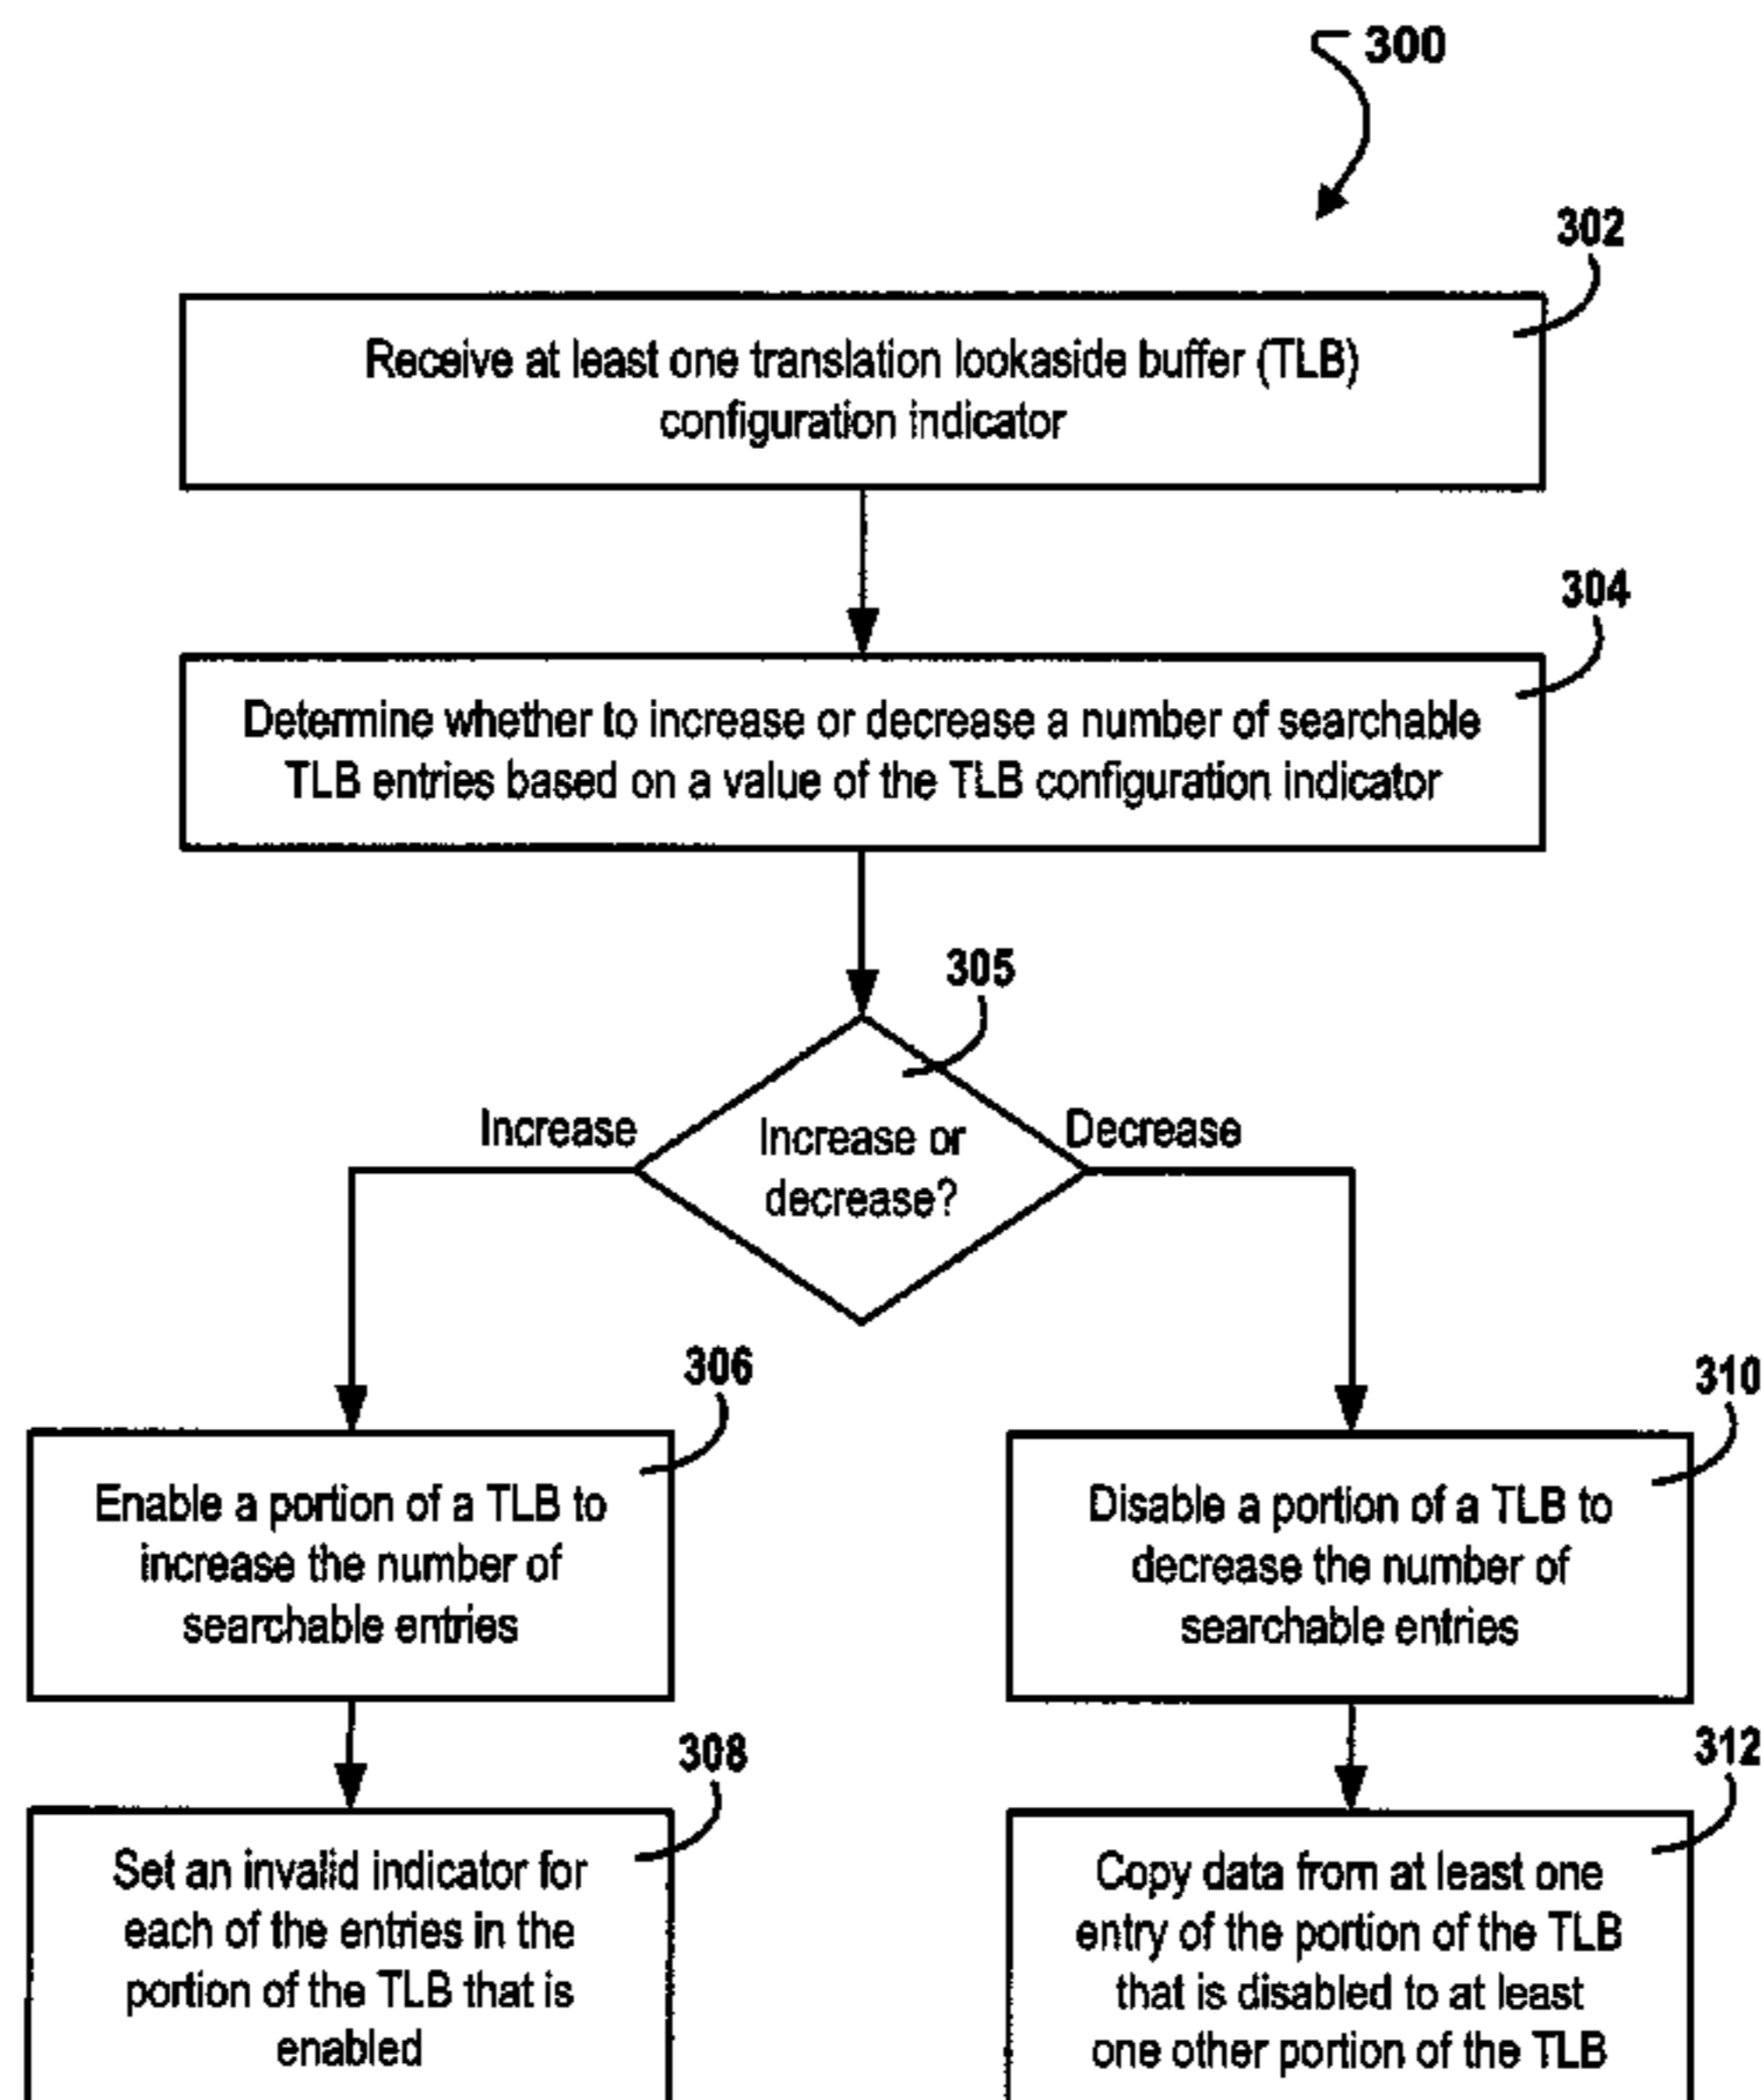 300
302
Receive at least one translation lookaside buffer (TLB)
configuration indicator
304
Determine whether to increase or decrease a number of searchable
TLB entries based on a value of the TLB configuration indicator
305
Increase
Increase or
decrease?
Decrease
306
Enable a portion of a TLB to
increase the number of
searchable entries
310
Disable a portion of a TLB to
decrease the number of
searchable entries
308
Set an invalid indicator for
each of the entries in the
portion of the TLB that is
enabled
312
Copy data from at least one
entry of the portion of the TLB
that is disabled to at least
one other portion of the TLB